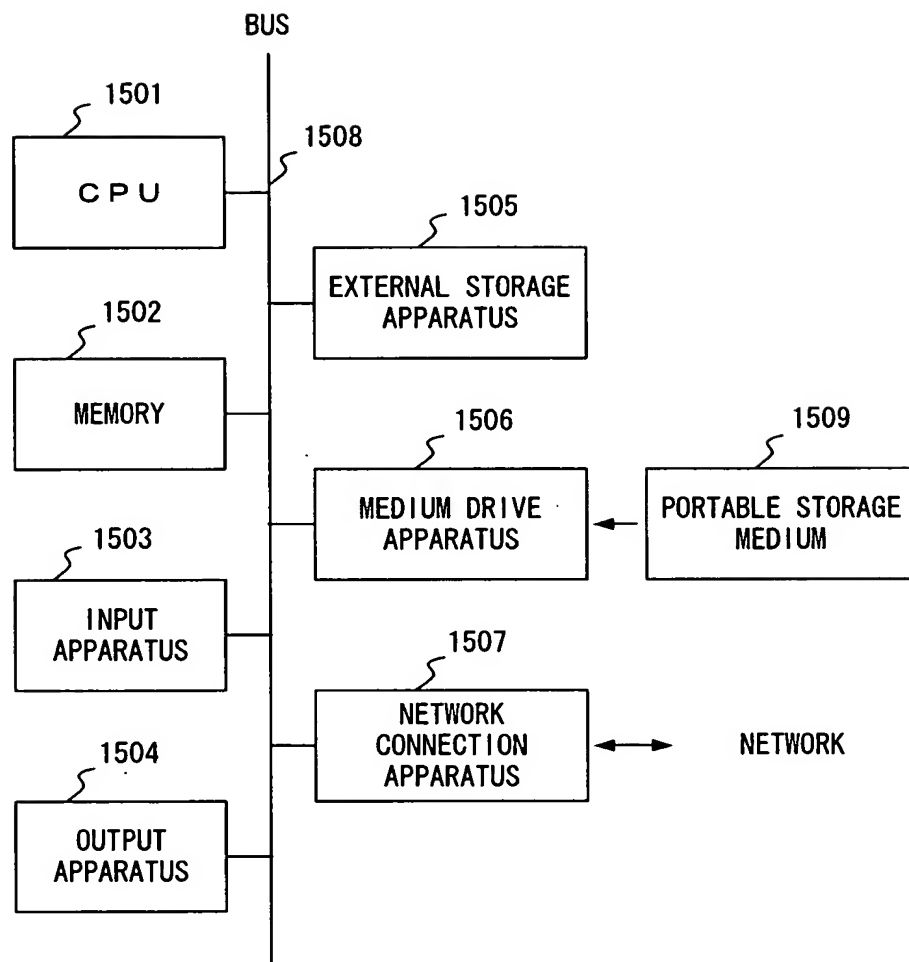 BUS
1501
1508
CPU
1505
EXTERNAL STORAGE
APPARATUS
1502
MEMORY
1506
1509
MEDIUM DRIVE
APPARATUS
PORTABLE STORAGE
MEDIUM
1503
INPUT
APPARATUS
1507
NETWORK
CONNECTION
APPARATUS
NETWORK
1504
OUTPUT
APPARATUS